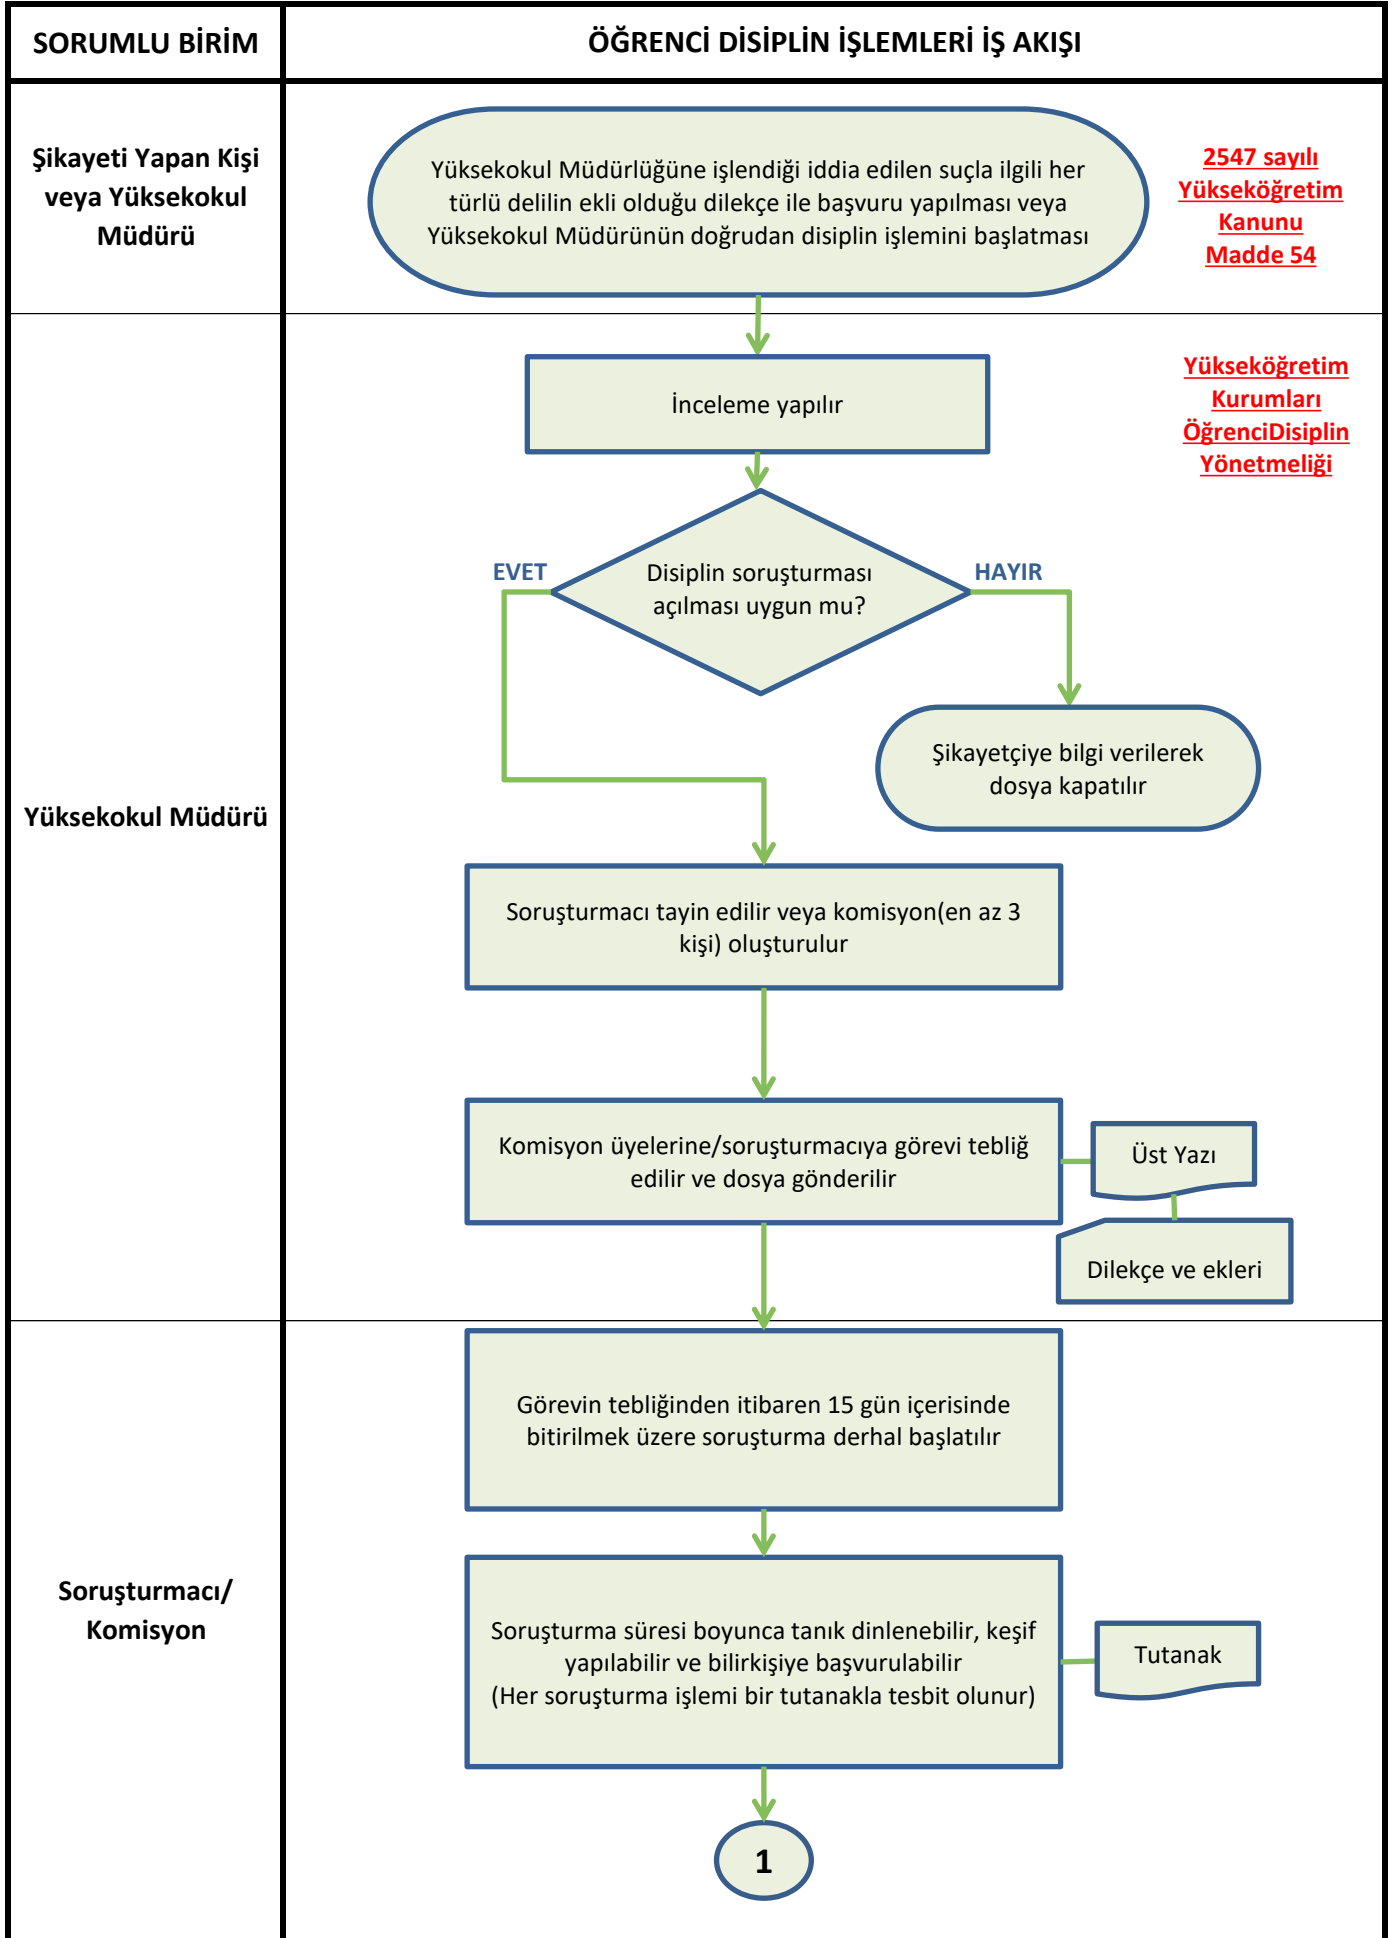 SORUMLU BİRİM
ÖĞRENCİ DİSİPLİN İŞLEMLERİ İŞ AKIŞI
Şikayeti Yapan Kişi
veya Yüksekokul
Müdürü
Yüksekokul Müdürlüğüne işlendiği iddia edilen suçla ilgili her
türlü delilin ekli olduğu dilekçe ile başvuru yapılması veya
Yüksekokul Müdürünün doğrudan disiplin işlemini başlatması
2547 sayılı
Yükseköğretim
Kanunu
Madde 54
Yüksekokul Müdürü
İnceleme yapılır
Yükseköğretim
Kurumları
ÖğrenciDisiplin
Yönetmeliği
EVET
Disiplin soruşturması
açılması uygun mu?
HAYIR
Şikayetçiye bilgi verilerek
dosya kapatılır
Soruşturmacı tayin edilir veya komisyon(en az 3
kişi) oluşturulur
Komisyon üyelerine/soruşturmacıya görevi tebliğ
edilir ve dosya gönderilir
Üst Yazı
Dilekçe ve ekleri
Soruşturmacı/
Komisyon
Görevin tebliğinden itibaren 15 gün içerisinde
bitirilmek üzere soruşturma derhal başlatılır
Soruşturma süresi boyunca tanık dinlenebilir, keşif
yapılabilir ve bilirkişiye başvurulabilir
(Her soruşturma işlemi bir tutanakla tesbit olunur)
Tutanak
1